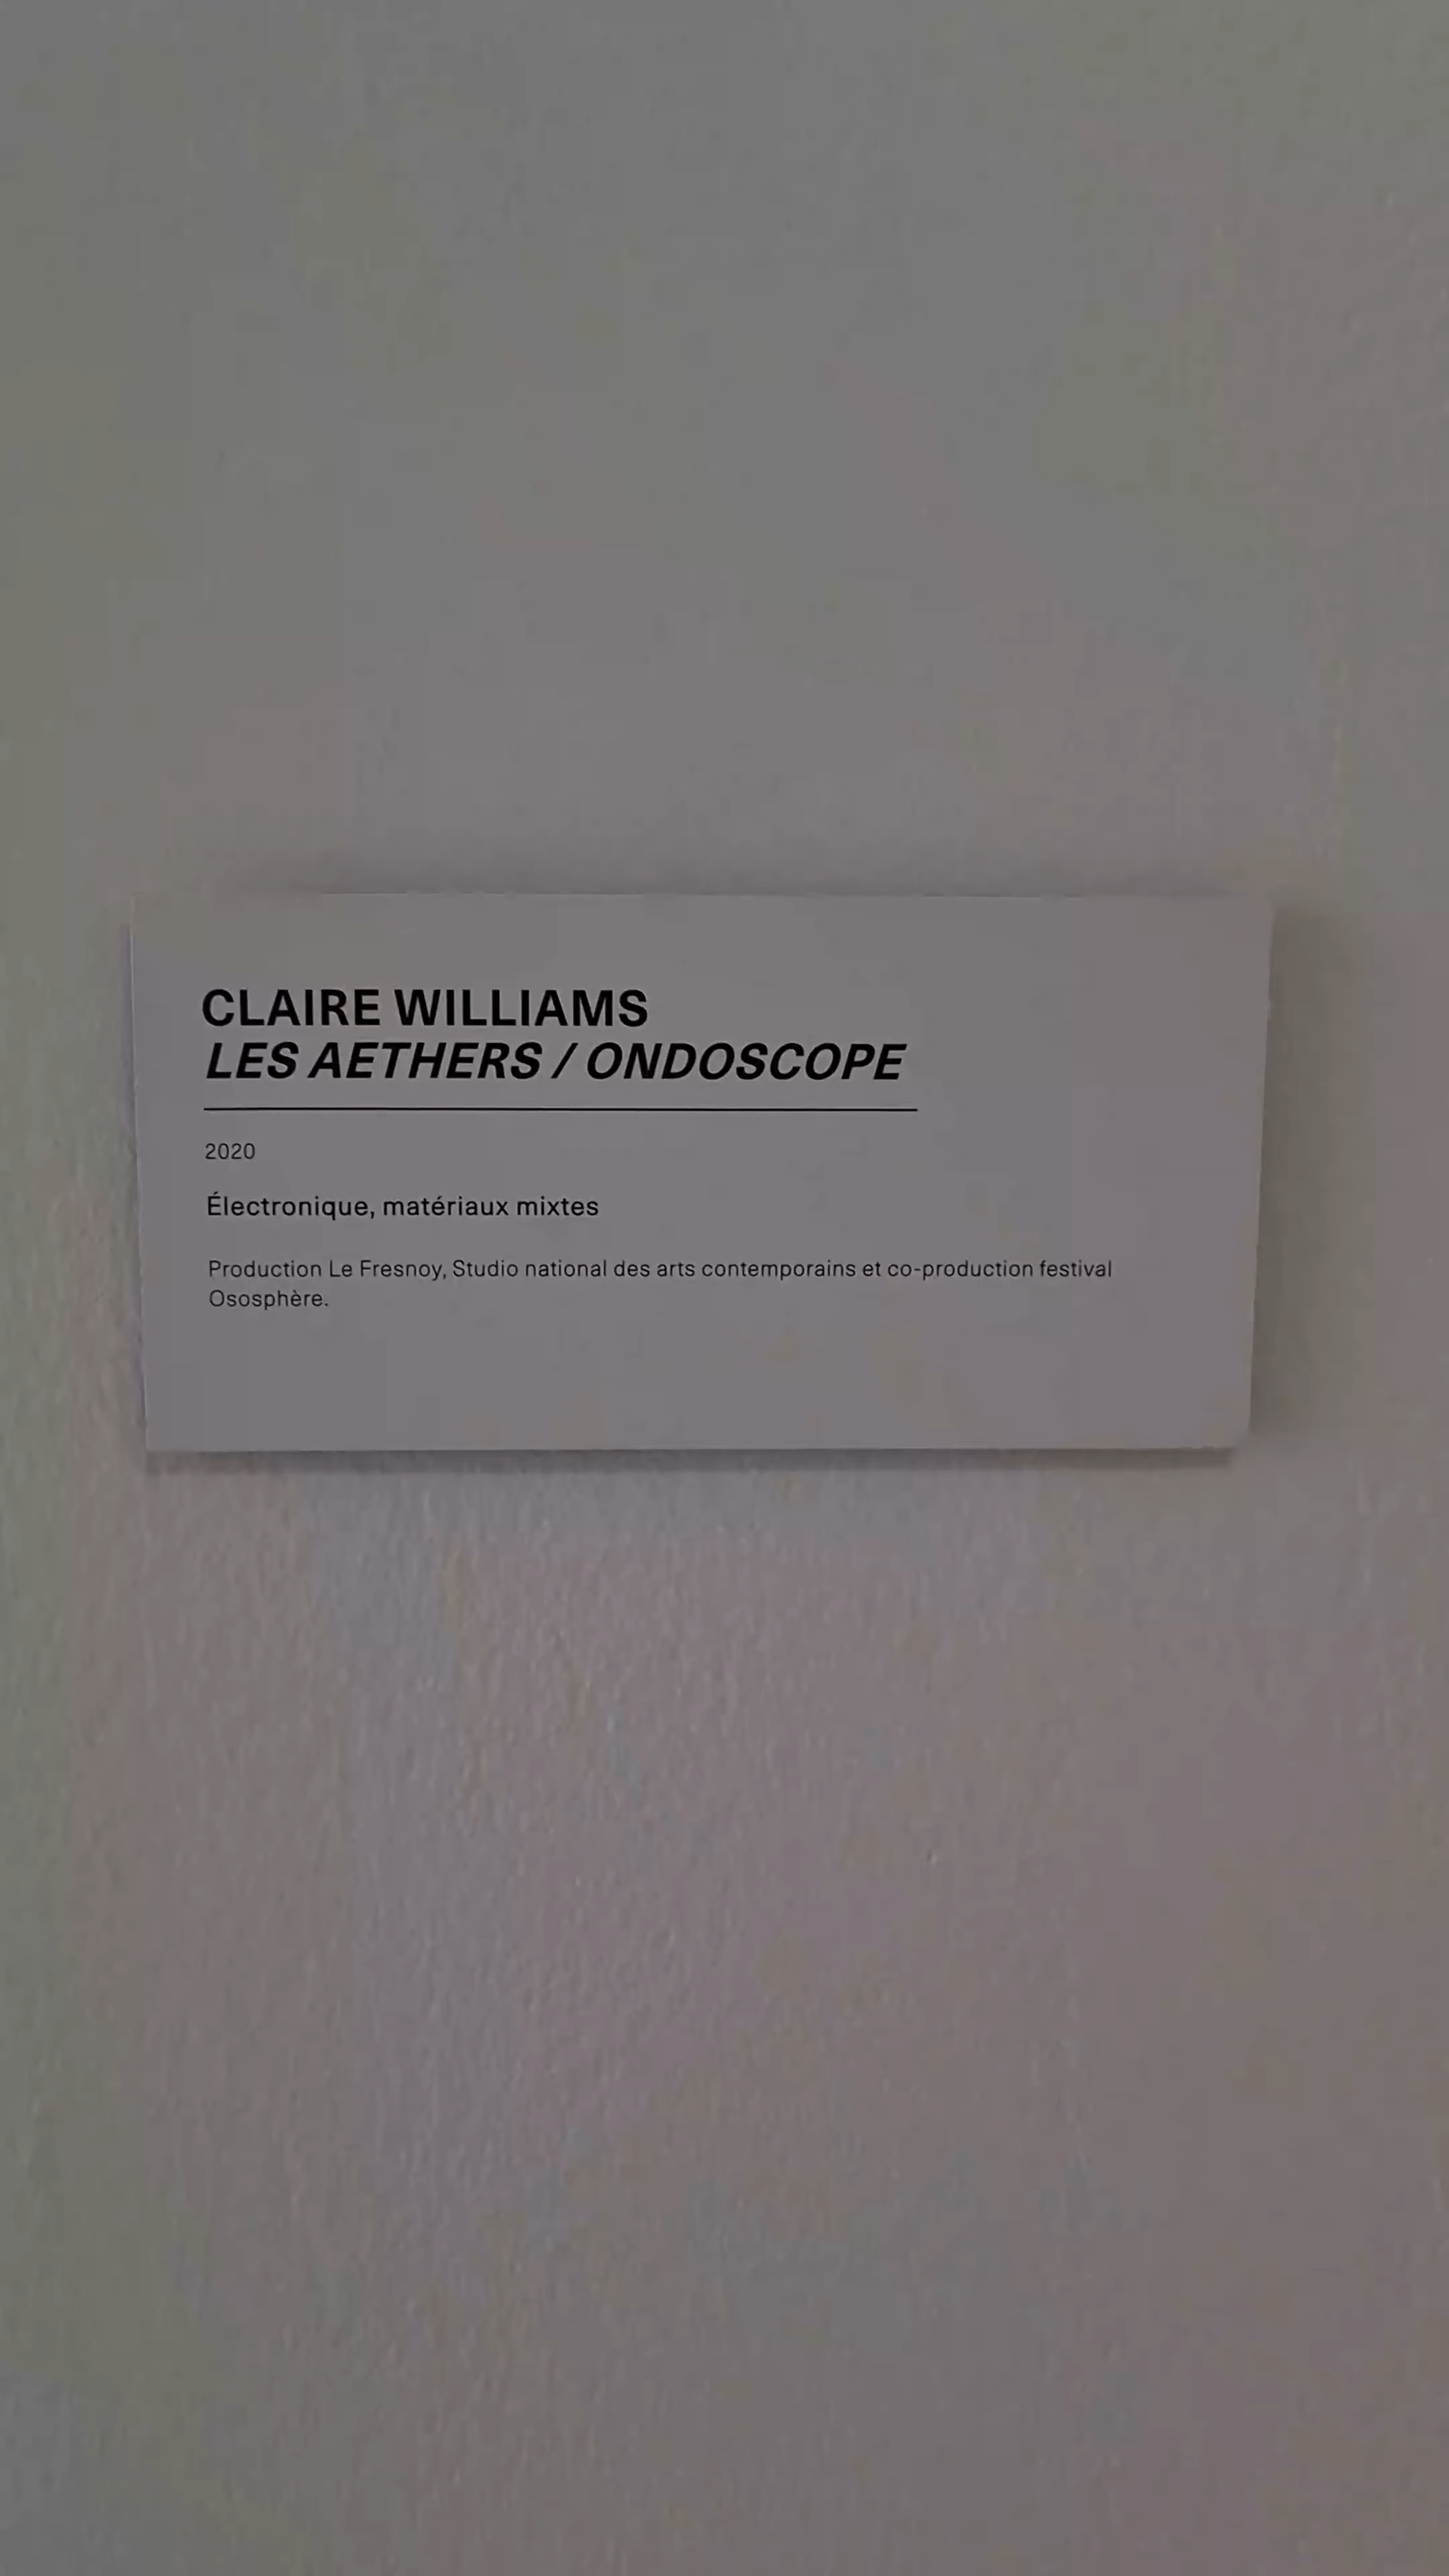 CLAIRE WILLIAMS
LES AETHERS / ONDOSCOPE
2020
Électronique, matériaux mixtes
Production Le Fresnoy, Studio national des arts contemporains et co-production festival
Ososphère.